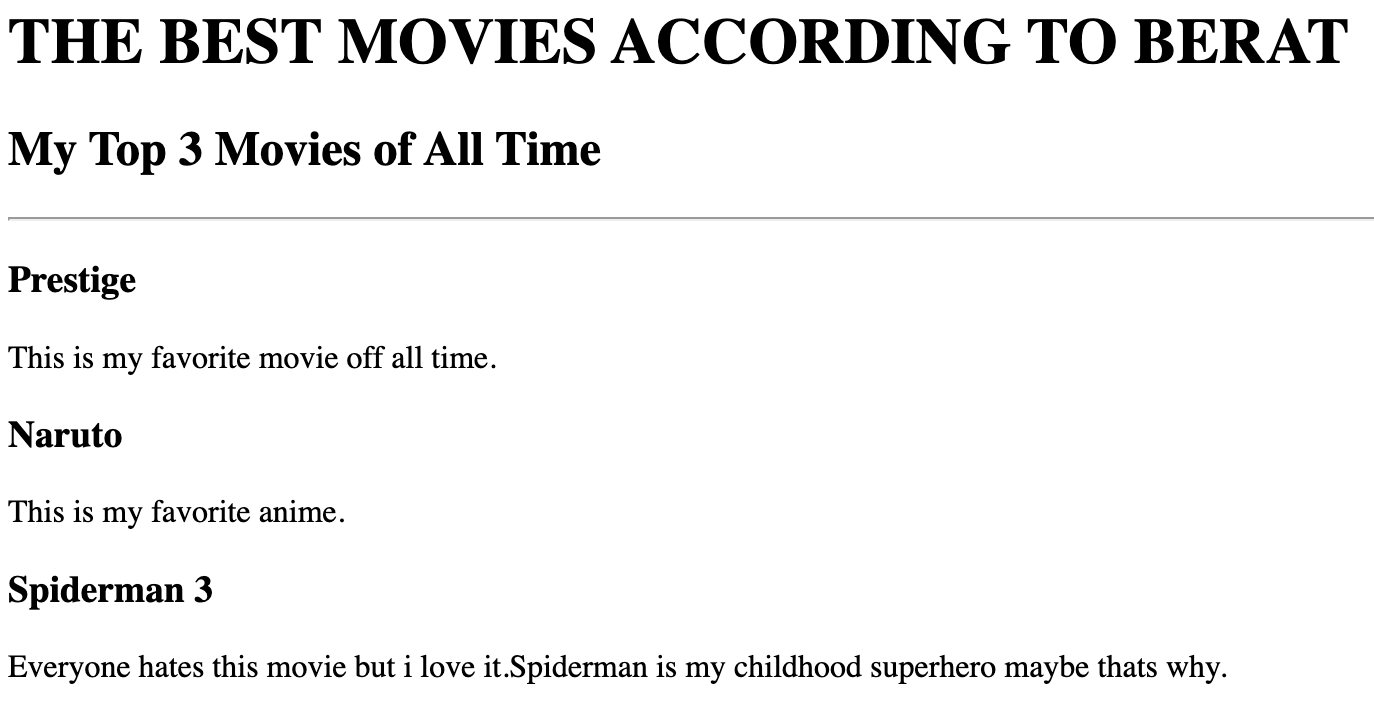 THE BEST MOVIES ACCORDING TO BERAT
My Top 3 Movies of All Time
Prestige
This is my favorite movie off all time.
Naruto
This is my favorite anime.
Spiderman 3
Everyone hates this movie but i love it.Spiderman is my childhood superhero maybe thats why.